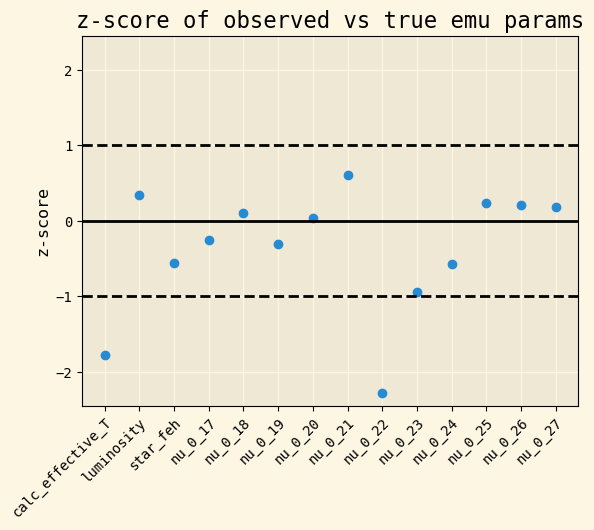 z-score of observed vs true emu params
z-score
2
1
0
−1
−2
calc_effective_T
luminosity
star_feh
nu_0_17
nu_0_18
nu_0_19
nu_0_20
nu_0_21
nu_0_22
nu_0_23
nu_0_24
nu_0_25
nu_0_26
nu_0_27